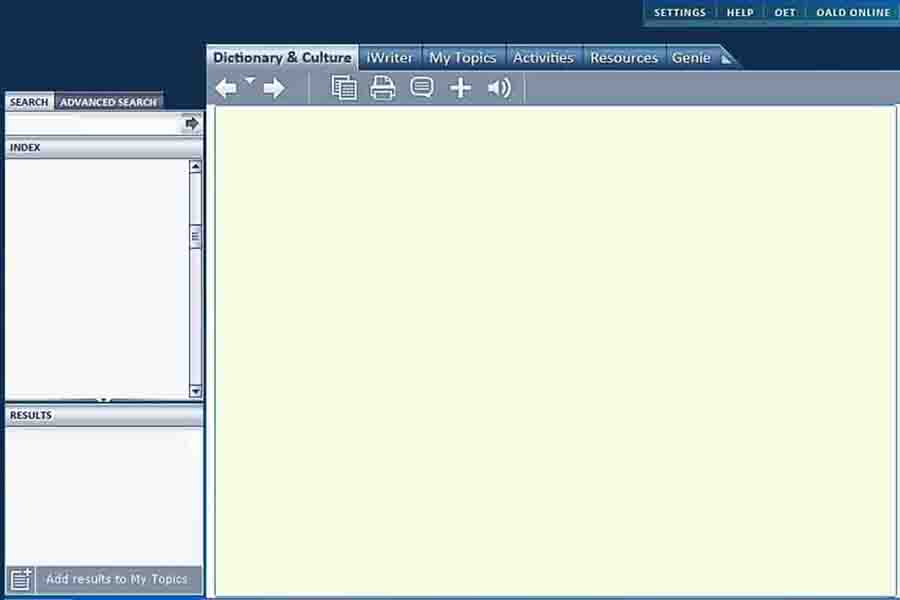 SETTINGS HELP OET OALD ONLINE
Dictionary & Culture iWriter My Topics Activities Resources Genie
SEARCH ADVANCED SEARCH
INDEX
RESULTS
Add results to My Topics